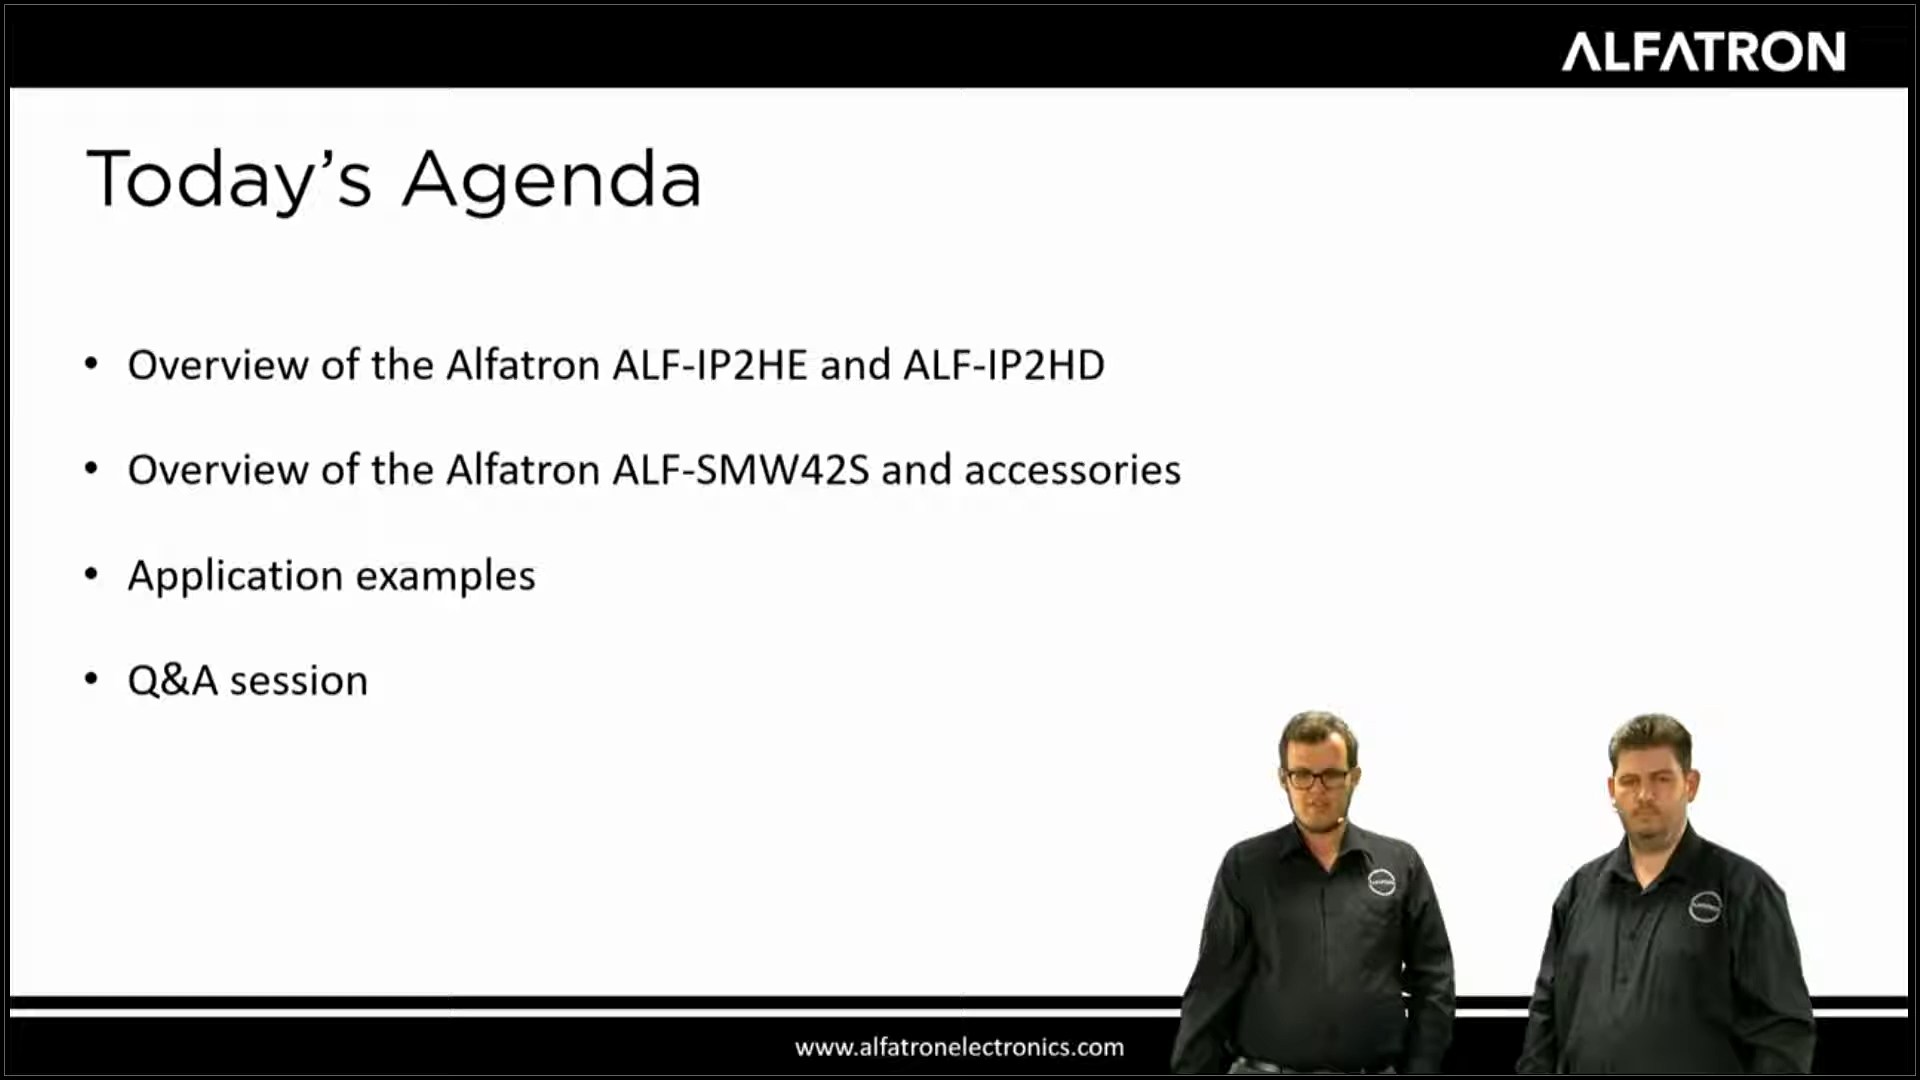 ALFATRON
Today's Agenda
• Overview of the Alfatron ALF-IP2HE and ALF-IP2HD
• Overview of the Alfatron ALF-SMW42S and accessories
• Application examples
• Q&A session
www.alfatronelectronics.com